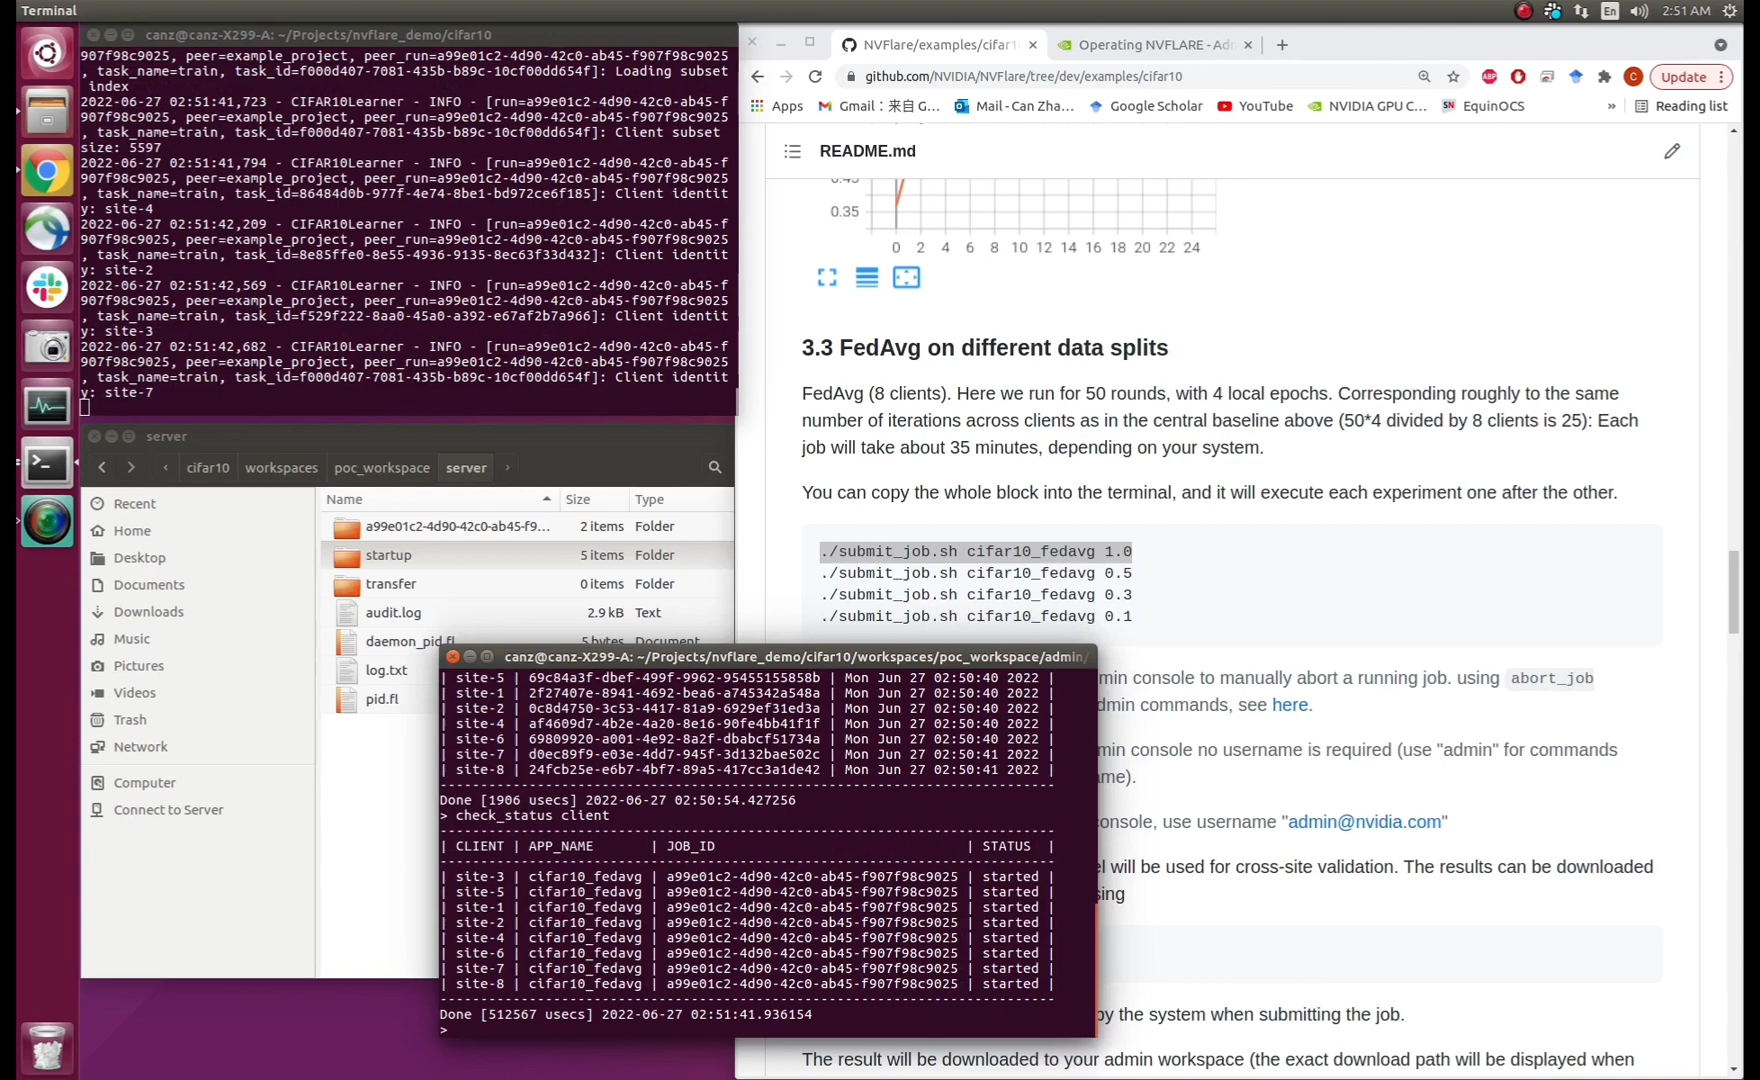 Terminal
En
2:51 AM
canz@canz-X299-A: ~/Projects/nvflare_demo/cifar10
907f98c9025, peer=example_project, peer_run=a99e01c2-4d90-42c0-ab45-f907f98c9025
, task_name=train, task_id=f000d407-7081-435b-b89c-10cf00dd654f]: Loading subset
index
2022-06-27 02:51:41,723 - CIFAR10Learner - INFO - [run=a99e01c2-4d90-42c0-ab45-f
907f98c9025, peer=example_project, peer_run=a99e01c2-4d90-42c0-ab45-f907f98c9025
, task_name=train, task_id=f000d407-7081-435b-b89c-10cf00dd654f]: Client subset
size: 5597
2022-06-27 02:51:41,794 - CIFAR10Learner - INFO - [run=a99e01c2-4d90-42c0-ab45-f
907f98c9025, peer=example_project, peer_run=a99e01c2-4d90-42c0-ab45-f907f98c9025
, task_name=train, task_id=86484d0b-977f-4e74-8be1-bd972ce6f185]: Client identit
y: site-4
2022-06-27 02:51:42,209 - CIFAR10Learner - INFO - [run=a99e01c2-4d90-42c0-ab45-f
907f98c9025, peer=example_project, peer_run=a99e01c2-4d90-42c0-ab45-f907f98c9025
, task_name=train, task_id=8e85ffe0-8e55-4936-9135-8ec63f33d432]: Client identit
y: site-2
2022-06-27 02:51:42,569 - CIFAR10Learner - INFO - [run=a99e01c2-4d90-42c0-ab45-f
907f98c9025, peer=example_project, peer_run=a99e01c2-4d90-42c0-ab45-f907f98c9025
, task_name=train, task_id=f529f222-8aa0-45a0-a392-e67af2b7a966]: Client identit
y: site-3
2022-06-27 02:51:42,682 - CIFAR10Learner - INFO - [run=a99e01c2-4d90-42c0-ab45-f
907f98c9025, peer=example_project, peer_run=a99e01c2-4d90-42c0-ab45-f907f98c9025
, task_name=train, task_id=f000d407-7081-435b-b89c-10cf00dd654f]: Client identit
y: site-7
server
cifar10 workspaces poc_workspace server
Recent
Home
Desktop
Documents
Downloads
Music
Pictures
Videos
Trash
Network
Computer
Connect to Server
Name Size Type
a99e01c2-4d90-42c0-ab45-f9... 2 items Folder
startup 5 items Folder
transfer 0 items Folder
audit.log 2.9 kB Text
daemon_pid.fl 5 bytes Document
log.txt
pid.fl
canz@canz-X299-A: ~/Projects/nvflare_demo/cifar10/workspaces/poc_workspace/admin/
| site-5 | 69c84a3f-dbef-499f-9962-95455155858b | Mon Jun 27 02:50:40 2022 |
| site-1 | 2f27407e-8941-4692-bea6-a745342a548a | Mon Jun 27 02:50:40 2022 |
| site-2 | 0c8d4750-3c53-4417-81a9-6929ef31ed3a | Mon Jun 27 02:50:40 2022 |
| site-4 | af4609d7-4b2e-4a20-8e16-90fe4bb41f1f | Mon Jun 27 02:50:40 2022 |
| site-6 | 69809920-a001-4e92-8a2f-dbabcf51734a | Mon Jun 27 02:50:40 2022 |
| site-7 | d0ec89f9-e03e-4dd7-945f-3d132bae502c | Mon Jun 27 02:50:41 2022 |
| site-8 | 24fcb25e-e6b7-4bf7-89a5-417cc3a1de42 | Mon Jun 27 02:50:41 2022 |
Done [1906 usecs] 2022-06-27 02:50:54.427256
> check_status client
| CLIENT | APP_NAME | JOB_ID | STATUS |
| site-3 | cifar10_fedavg | a99e01c2-4d90-42c0-ab45-f907f98c9025 | started |
| site-5 | cifar10_fedavg | a99e01c2-4d90-42c0-ab45-f907f98c9025 | started |
| site-1 | cifar10_fedavg | a99e01c2-4d90-42c0-ab45-f907f98c9025 | started |
| site-2 | cifar10_fedavg | a99e01c2-4d90-42c0-ab45-f907f98c9025 | started |
| site-4 | cifar10_fedavg | a99e01c2-4d90-42c0-ab45-f907f98c9025 | started |
| site-6 | cifar10_fedavg | a99e01c2-4d90-42c0-ab45-f907f98c9025 | started |
| site-7 | cifar10_fedavg | a99e01c2-4d90-42c0-ab45-f907f98c9025 | started |
| site-8 | cifar10_fedavg | a99e01c2-4d90-42c0-ab45-f907f98c9025 | started |
Done [512567 usecs] 2022-06-27 02:51:41.936154
>
NVFlare/examples/cifar1 Operating NVFLARE - Adm
github.com/NVIDIA/NVFlare/tree/dev/examples/cifar10
ABP C Update
Apps Gmail：来自 G... Mail - Can Zha... Google Scholar YouTube NVIDIA GPU C... SN EquinOCS » Reading list
README.md
0.45
0.35
0 2 4 6 8 10 12 14 16 18 20 22 24
3.3 FedAvg on different data splits
FedAvg (8 clients). Here we run for 50 rounds, with 4 local epochs. Corresponding roughly to the same
number of iterations across clients as in the central baseline above (50*4 divided by 8 clients is 25): Each
job will take about 35 minutes, depending on your system.
You can copy the whole block into the terminal, and it will execute each experiment one after the other.
./submit_job.sh cifar10_fedavg 1.0
./submit_job.sh cifar10_fedavg 0.5
./submit_job.sh cifar10_fedavg 0.3
./submit_job.sh cifar10_fedavg 0.1
min console to manually abort a running job. using abort_job
dmin commands, see here.
min console no username is required (use "admin" for commands
me).
console, use username "admin@nvidia.com"
el will be used for cross-site validation. The results can be downloaded
sing
by the system when submitting the job.
The result will be downloaded to your admin workspace (the exact download path will be displayed when